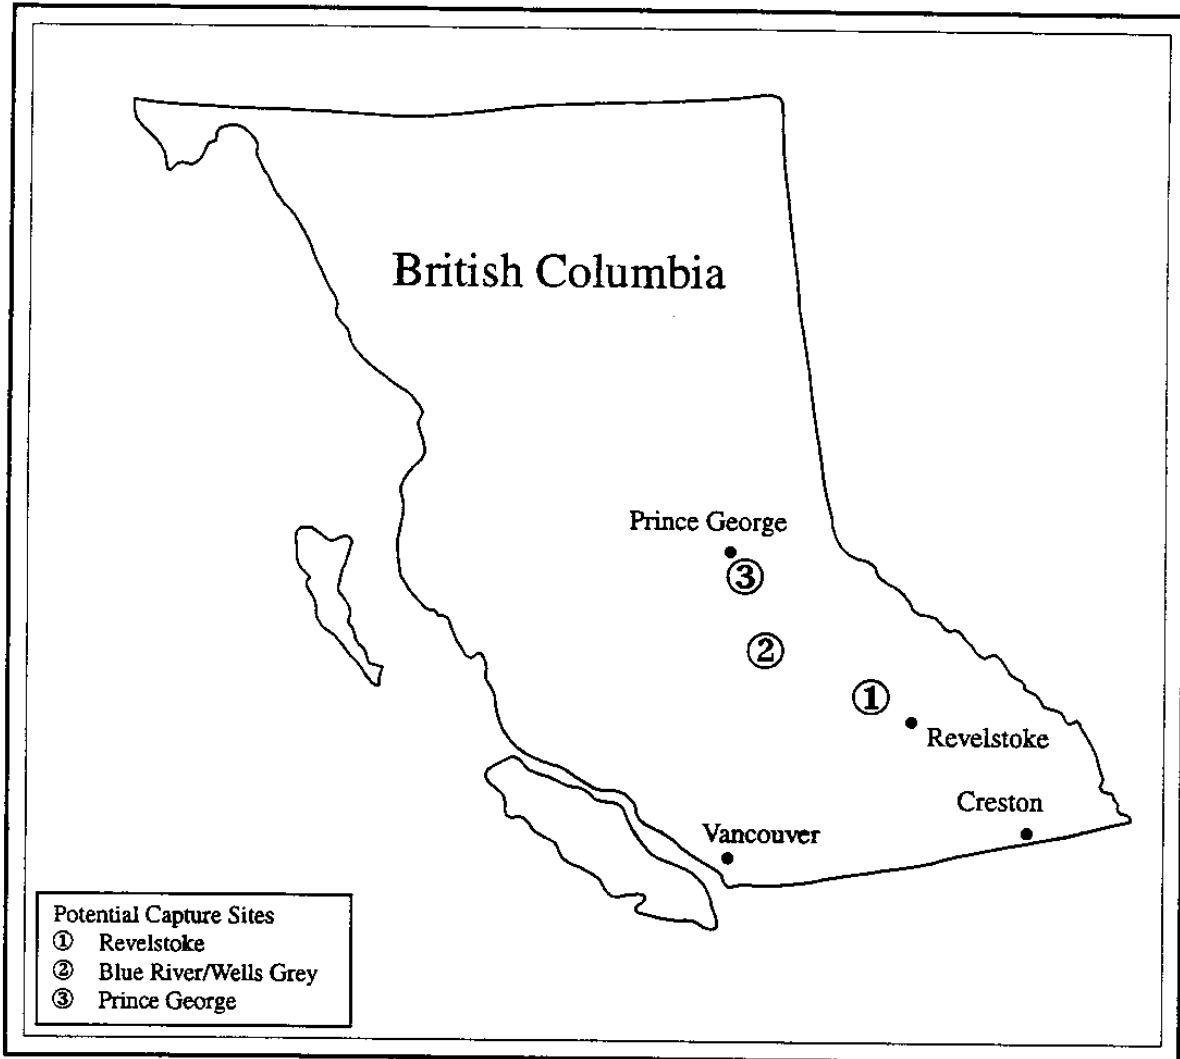 British Columbia
Prince George
③
②
①
Revelstoke
Creston
Vancouver
Potential Capture Sites
① Revelstoke
② Blue River/Wells Grey
③ Prince George